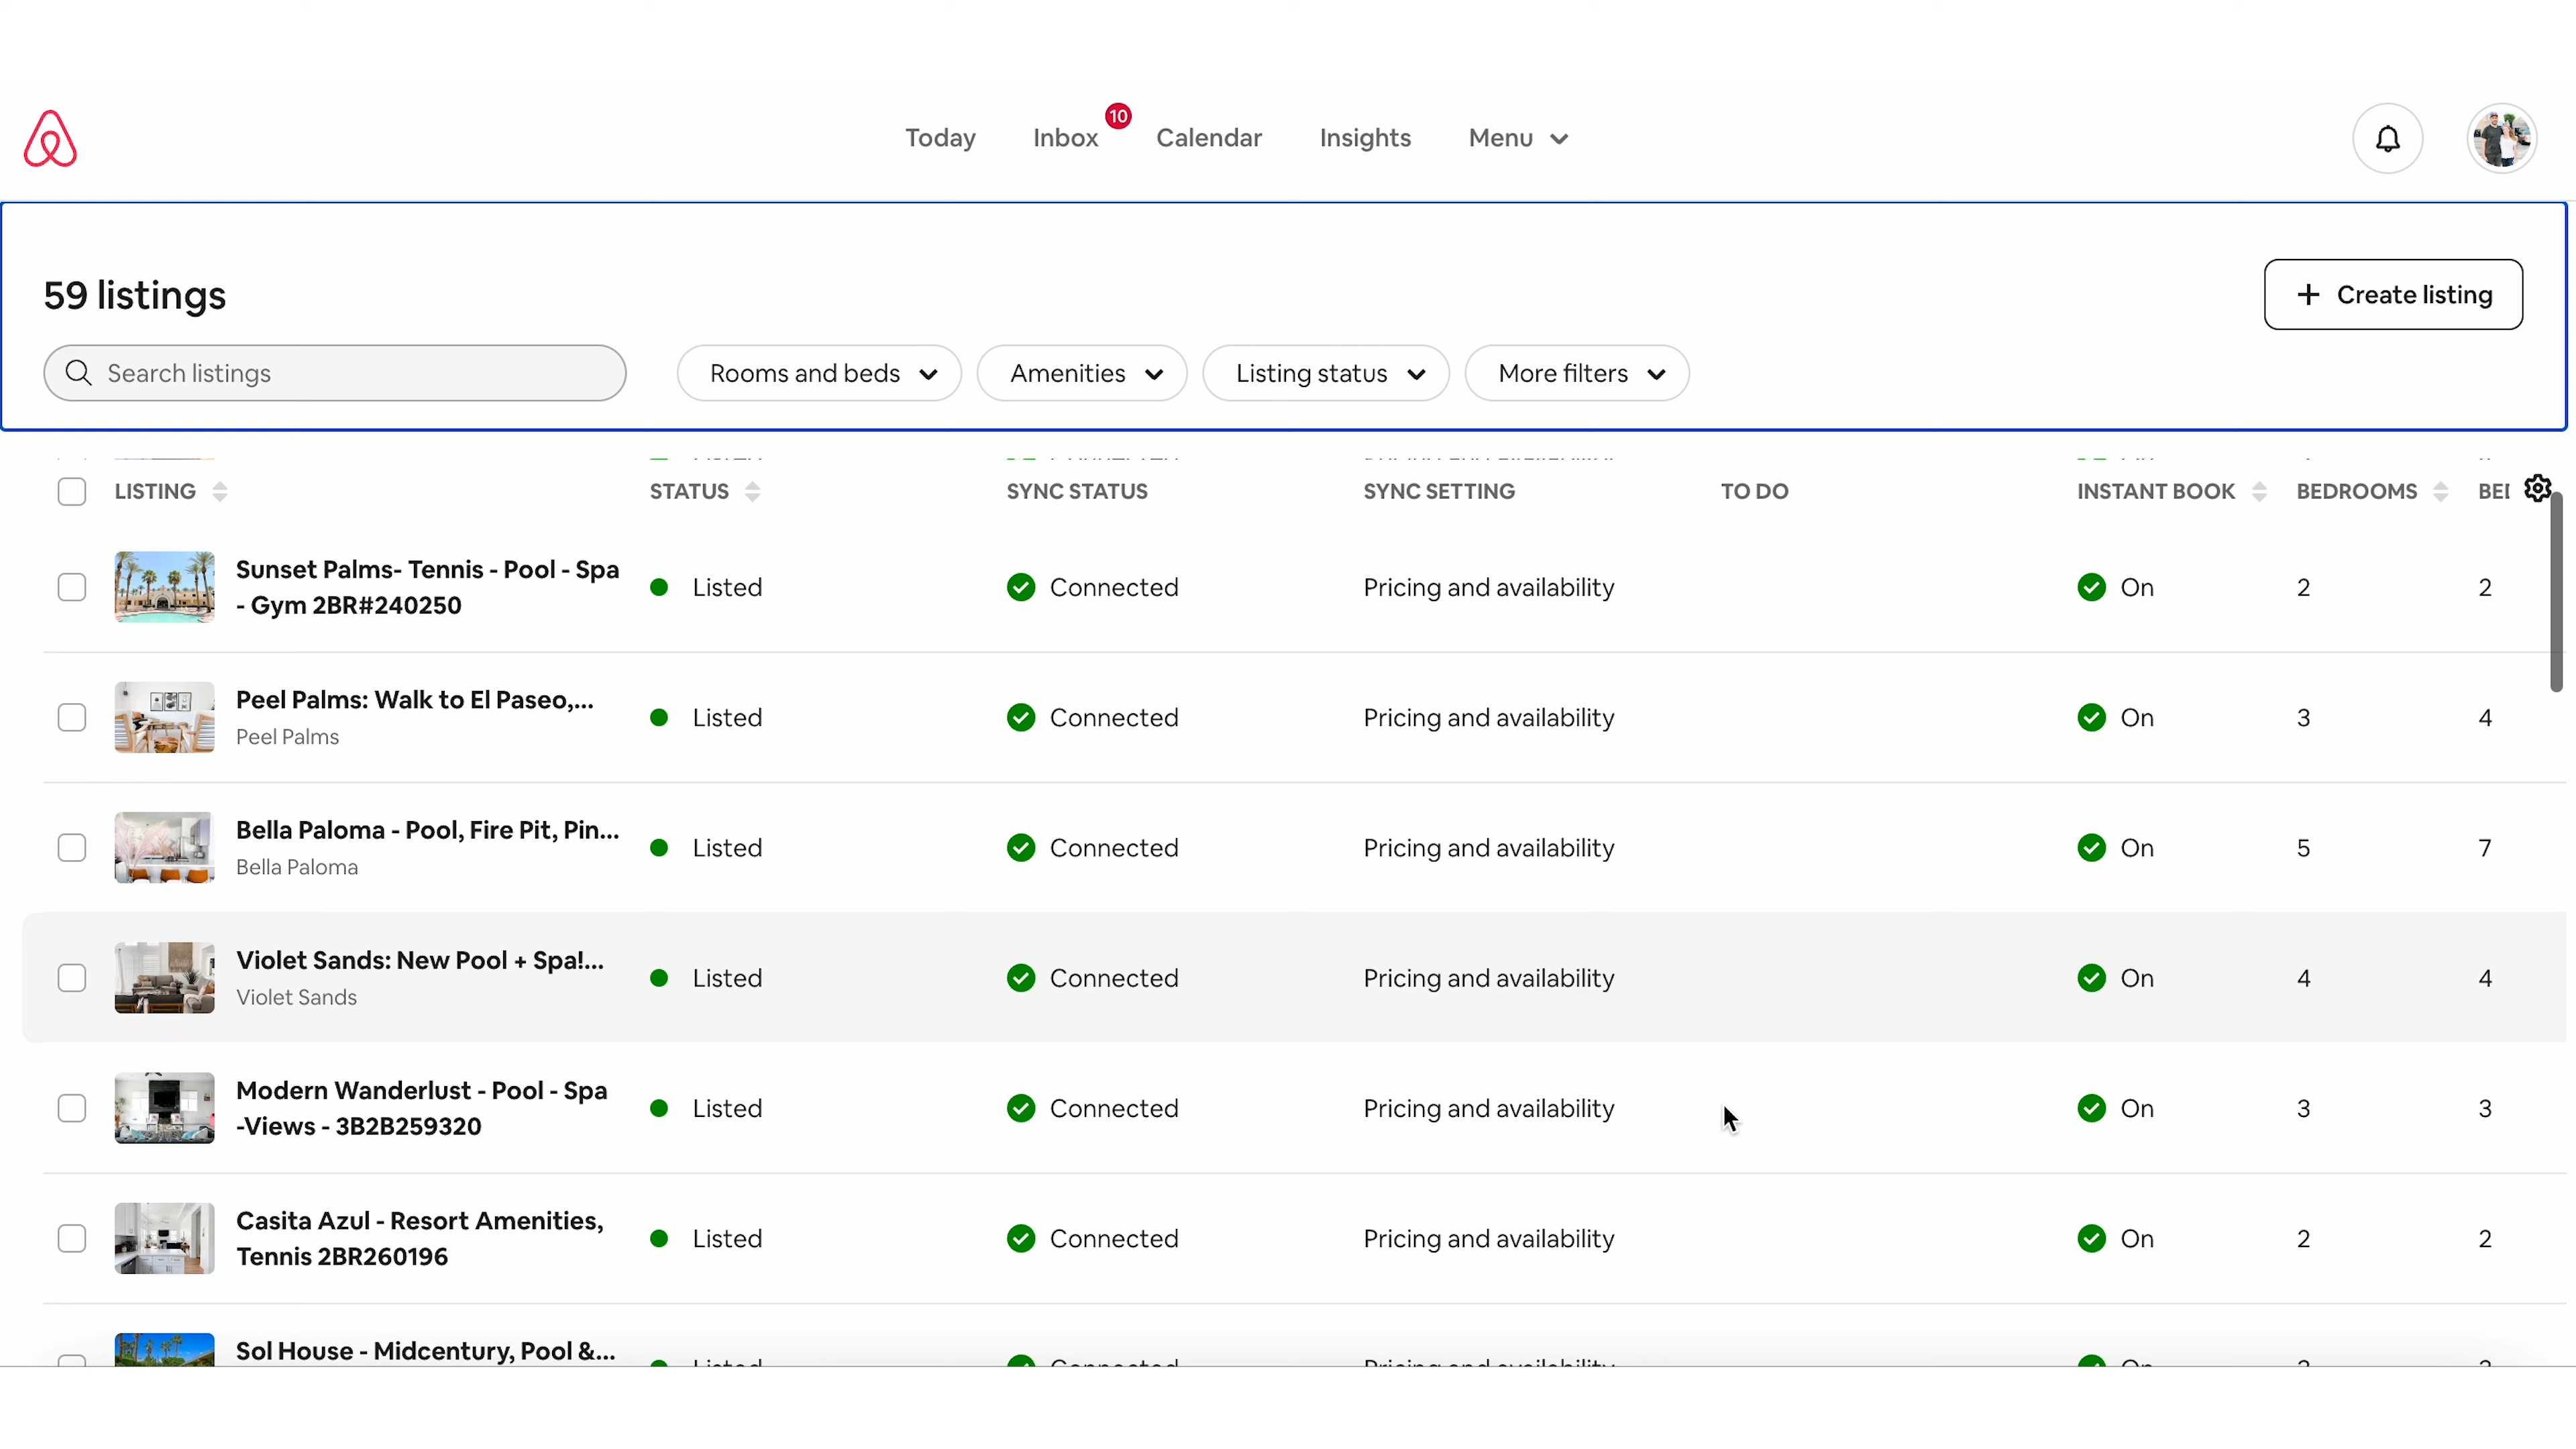 Today Inbox 10 Calendar Insights Menu
59 listings
+ Create listing
Search listings Rooms and beds Amenities Listing status More filters
LISTING STATUS SYNC STATUS SYNC SETTING TO DO INSTANT BOOK BEDROOMS
Sunset Palms- Tennis - Pool - Spa
- Gym 2BR#240250
Listed Connected Pricing and availability On 2 2
Peel Palms: Walk to El Paseo,...
Peel Palms
Listed Connected Pricing and availability On 3 4
Bella Paloma - Pool, Fire Pit, Pin...
Bella Paloma
Listed Connected Pricing and availability On 5 7
Violet Sands: New Pool + Spa!...
Violet Sands
Listed Connected Pricing and availability On 4 4
Modern Wanderlust - Pool - Spa
-Views - 3B2B259320
Listed Connected Pricing and availability On 3 3
Casita Azul - Resort Amenities,
Tennis 2BR260196
Listed Connected Pricing and availability On 2 2
Sol House - Midcentury, Pool &...